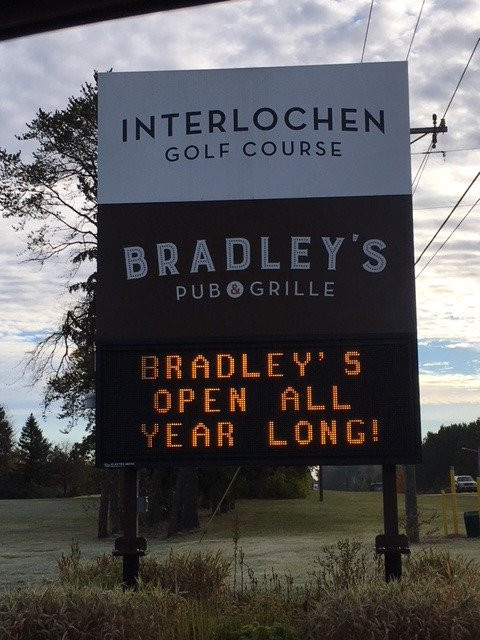 INTERLOCHEN
GOLF COURSE
BRADLEY'S
PUB & GRILLE
BRADLEY'S
OPEN ALL
YEAR LONG!